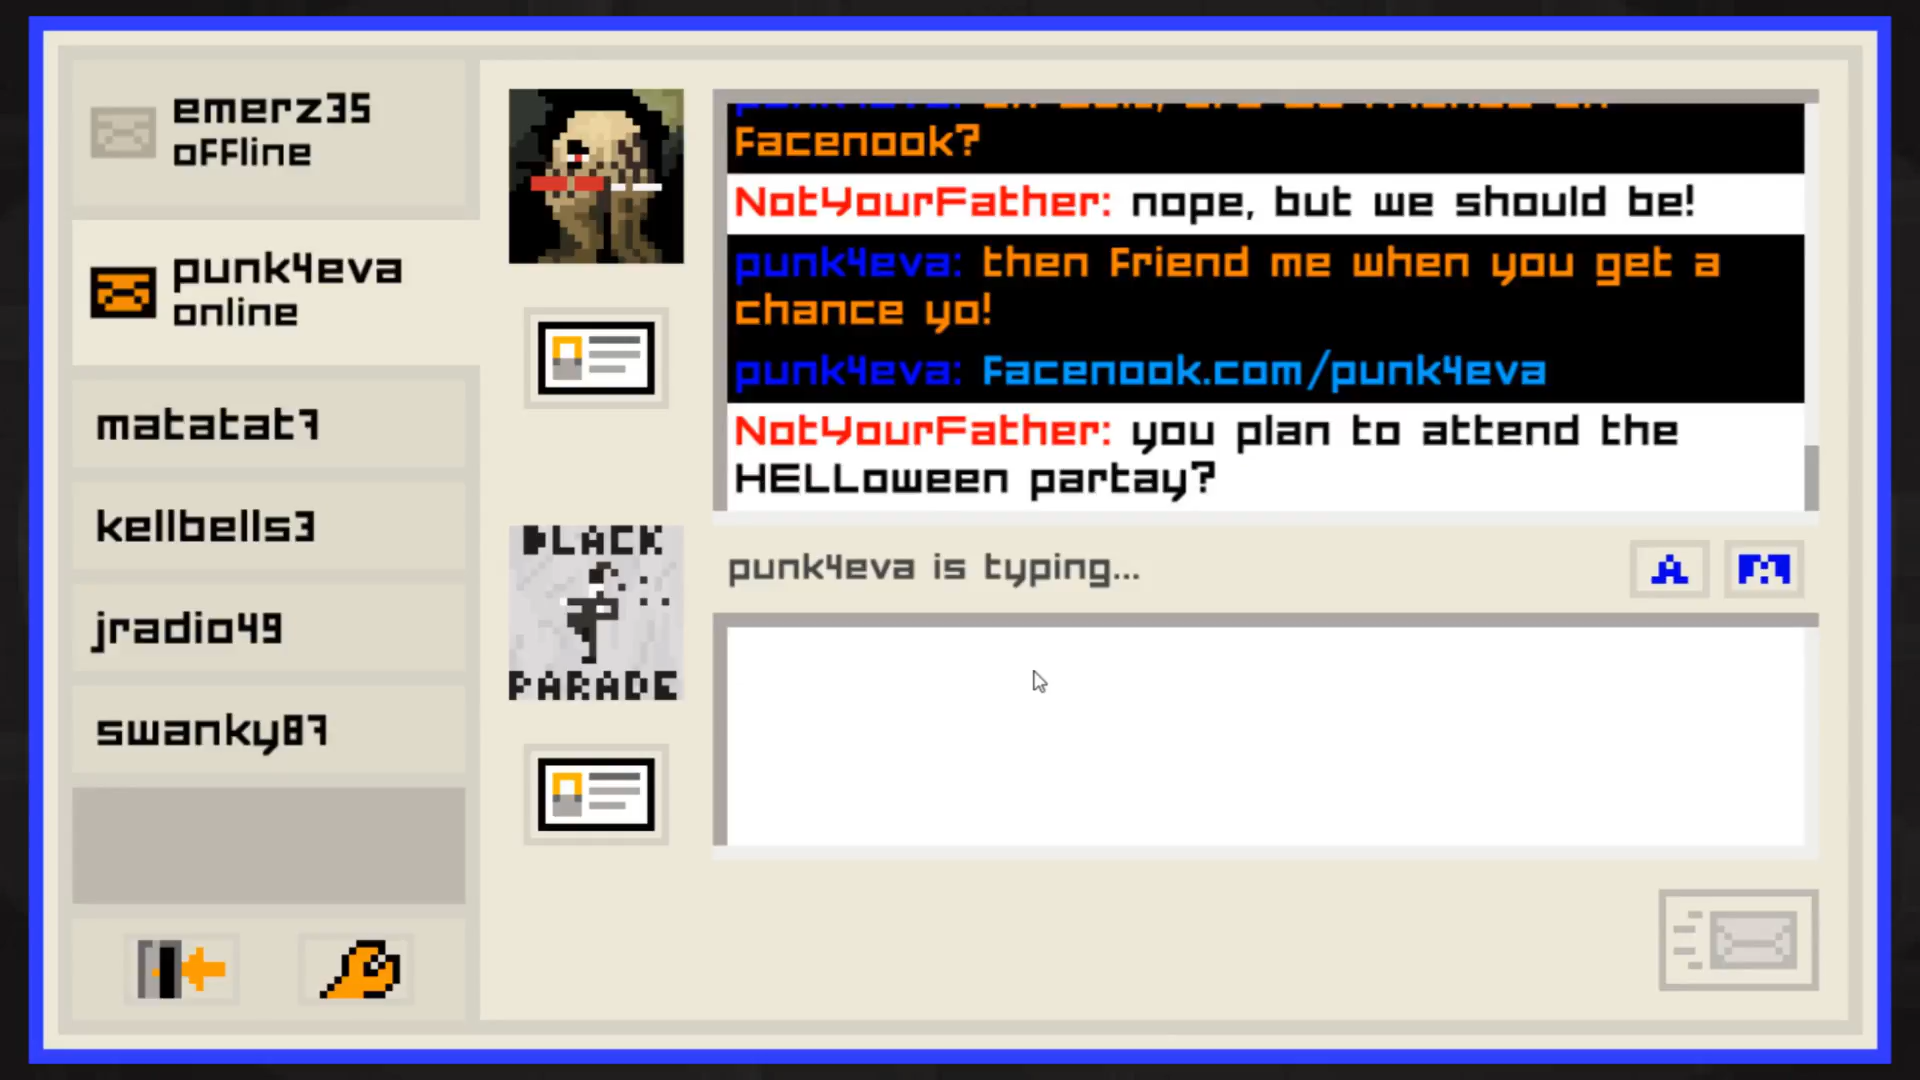 emerz35
offline
punk4eva
online
matatat7
kellbells3
jradio49
swanky87
Facenook?
NotYourFather: nope, but we should be!
punk4eva: then friend me when you get a
chance yo!
punk4eva: Facenook.com/punk4eva
NotYourFather: you plan to attend the
HELLoween partay?
BLACK
PARADE
punk4eva is typing...
A